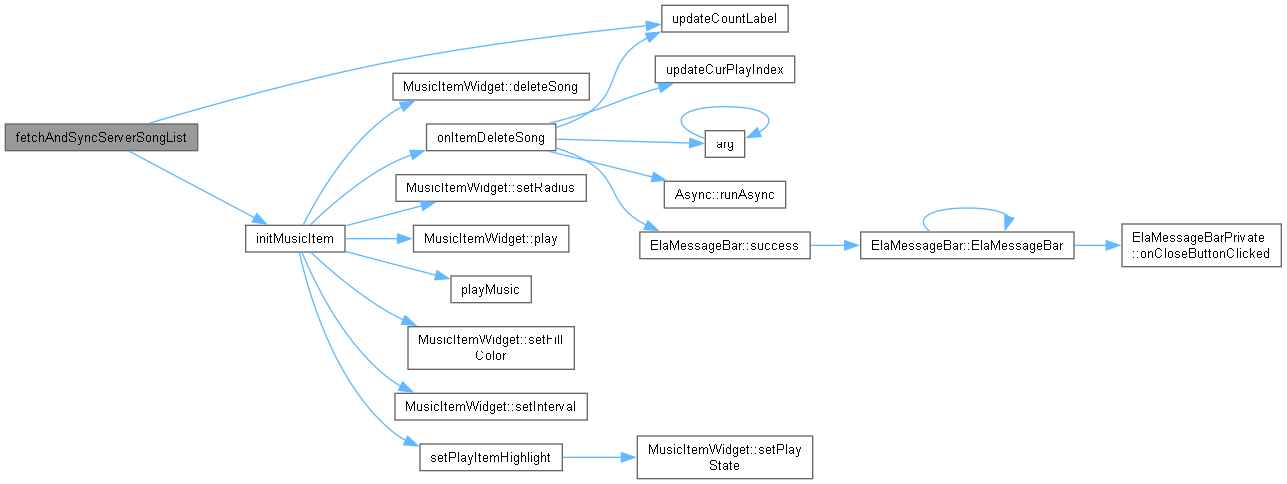 fetchAndSyncServerSongList
updateCountLabel
updateCurPlayIndex
MusicItemWidget::deleteSong
onItemDeleteSong
arg
Async::runAsync
MusicItemWidget::setRadius
initMusicItem
MusicItemWidget::play
ElaMessageBar::success
ElaMessageBar::ElaMessageBar
ElaMessageBarPrivate
::onCloseButtonClicked
playMusic
MusicItemWidget::setFill
Color
MusicItemWidget::setInterval
setPlayItemHighlight
MusicItemWidget::setPlay
State